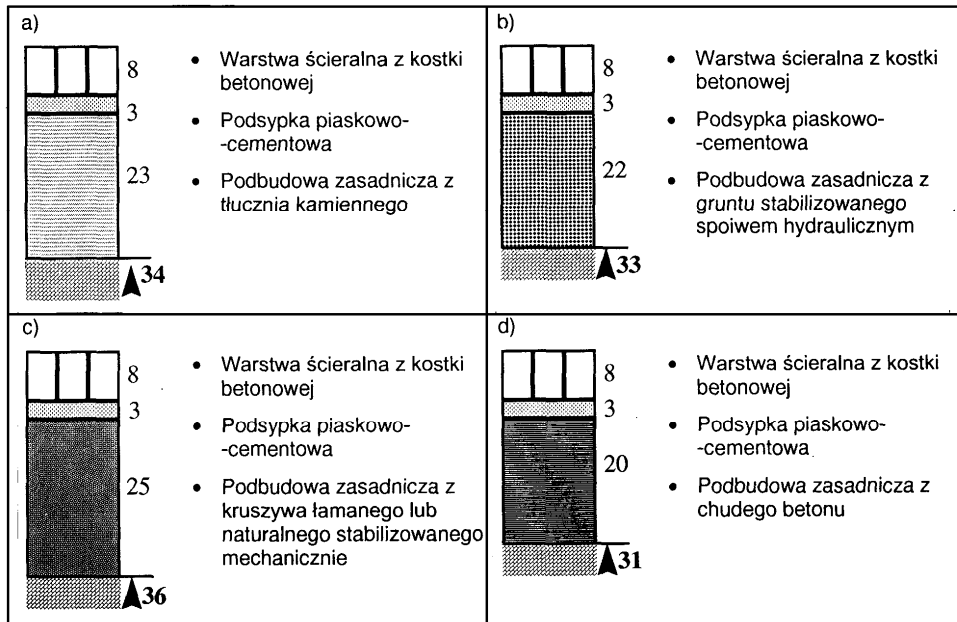 a)
8
3
23
34
• Warstwa ścieralna z kostki
betonowej
• Podsypka piaskowo-
-cementowa
• Podbudowa zasadnicza z
tłucznia kamiennego
b)
8
3
22
33
• Warstwa ścieralna z kostki
betonowej
• Podsypka piaskowo-
-cementowa
• Podbudowa zasadnicza z
gruntu stabilizowanego
spoiwem hydraulicznym
c)
8
3
25
36
• Warstwa ścieralna z kostki
betonowej
• Podsypka piaskowo-
-cementowa
• Podbudowa zasadnicza z
kruszywa łamanego lub
naturalnego stabilizowanego
mechanicznie
d)
8
3
20
31
• Warstwa ścieralna z kostki
betonowej
• Podsypka piaskowo-
-cementowa
• Podbudowa zasadnicza z
chudego betonu